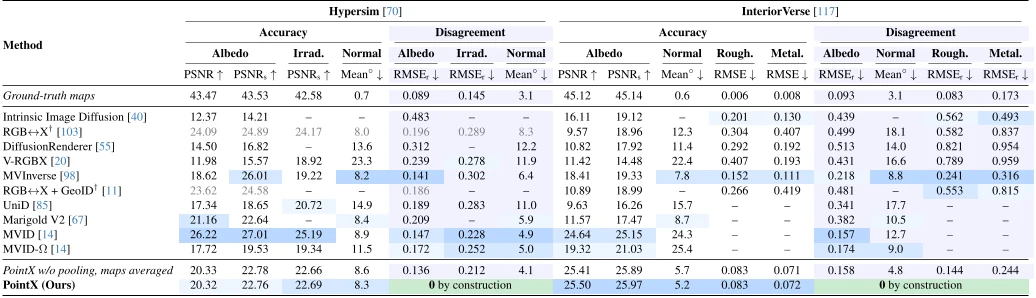 Hypersim [70] InteriorVerse [117]
Method Accuracy Disagreement Accuracy Disagreement
Albedo Irrad. Normal Albedo Irrad. Normal Albedo Normal Rough. Metal. Albedo Normal Rough. Metal.
PSNR ↑ PSNRs ↑ PSNRs ↑ Mean° ↓ RMSEr ↓ RMSEr ↓ Mean° ↓ PSNR ↑ PSNRs ↑ Mean° ↓ RMSE ↓ RMSE ↓ RMSEr ↓ Mean° ↓ RMSEr ↓ RMSEr ↓
Ground-truth maps 43.47 43.53 42.58 0.7 0.089 0.145 3.1 45.12 45.14 0.6 0.006 0.008 0.093 3.1 0.083 0.173
Intrinsic Image Diffusion [40] 12.37 14.21 – – 0.483 – – 16.11 19.12 – 0.201 0.130 0.439 – 0.562 0.493
RGB↔X† [103] 24.09 24.89 24.17 8.0 0.196 0.289 8.3 9.57 18.96 12.3 0.304 0.407 0.499 18.1 0.582 0.837
DiffusionRenderer [55] 14.50 16.82 – 13.6 0.312 – 12.2 10.82 17.92 11.4 0.292 0.192 0.513 14.0 0.821 0.954
V-RGBX [20] 11.98 15.57 18.92 23.3 0.239 0.278 11.9 11.42 14.48 22.4 0.407 0.193 0.431 16.6 0.789 0.959
MVInverse [98] 18.62 26.01 19.22 8.2 0.141 0.302 6.4 18.41 19.33 7.8 0.152 0.111 0.218 8.8 0.241 0.316
RGB↔X + GeoID† [11] 23.62 24.58 – – 0.186 – – 10.89 18.99 – 0.266 0.419 0.481 – 0.553 0.815
UniD [85] 17.34 18.65 20.72 14.9 0.189 0.283 11.0 9.63 16.26 15.7 – – 0.341 17.7 – –
Marigold V2 [67] 21.16 22.64 – 8.4 0.209 – 5.9 11.57 17.47 8.7 – – 0.382 10.5 – –
MVID [14] 26.22 27.01 25.19 8.9 0.147 0.228 4.9 24.64 25.15 24.3 – – 0.157 12.7 – –
MVID-Ω [14] 17.72 19.53 19.34 11.5 0.172 0.252 5.0 19.32 21.03 25.4 – – 0.174 9.0 – –
PointX w/o pooling, maps averaged 20.33 22.78 22.66 8.6 0.136 0.212 4.1 25.41 25.89 5.7 0.083 0.071 0.158 4.8 0.144 0.244
PointX (Ours) 20.32 22.76 22.69 8.3 0 by construction 25.50 25.97 5.2 0.083 0.072 0 by construction